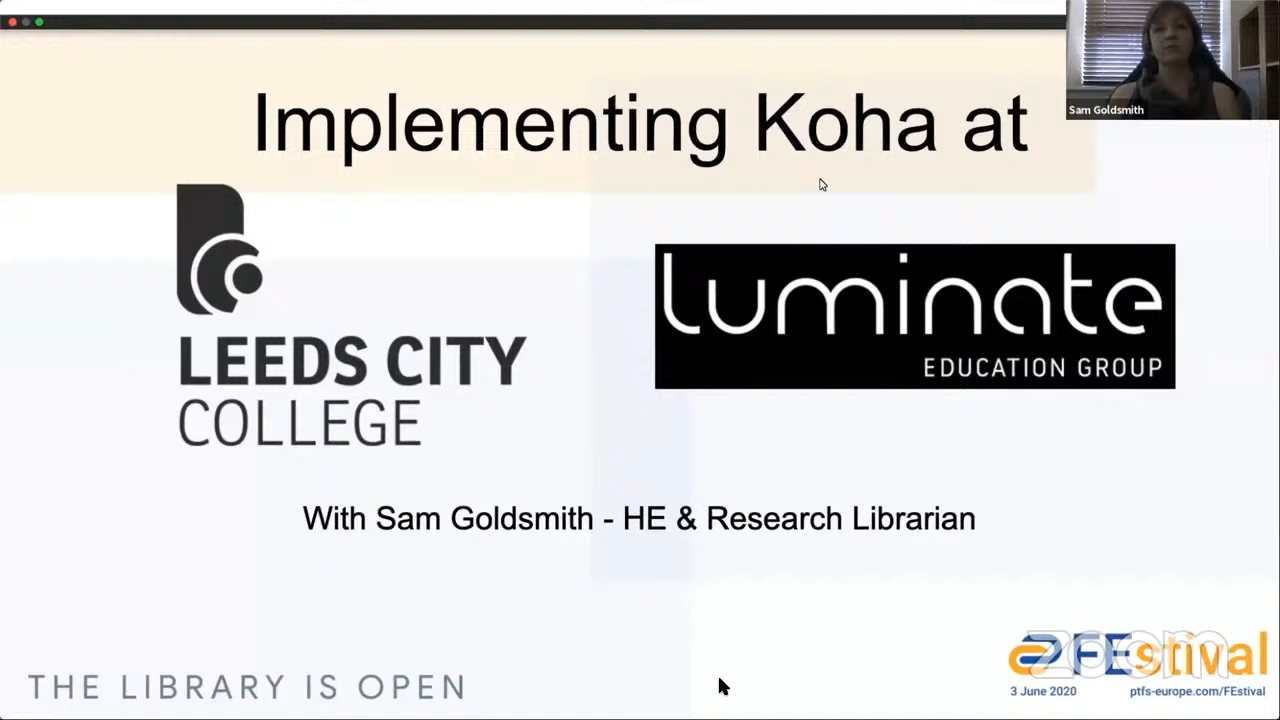 Implementing Koha at
Sam Goldsmith
LEEDS CITY
COLLEGE
luminate
EDUCATION GROUP
With Sam Goldsmith - HE & Research Librarian
THE LIBRARY IS OPEN
FEstival
zoom
3 June 2020
ptfs-europe.com/FEstival